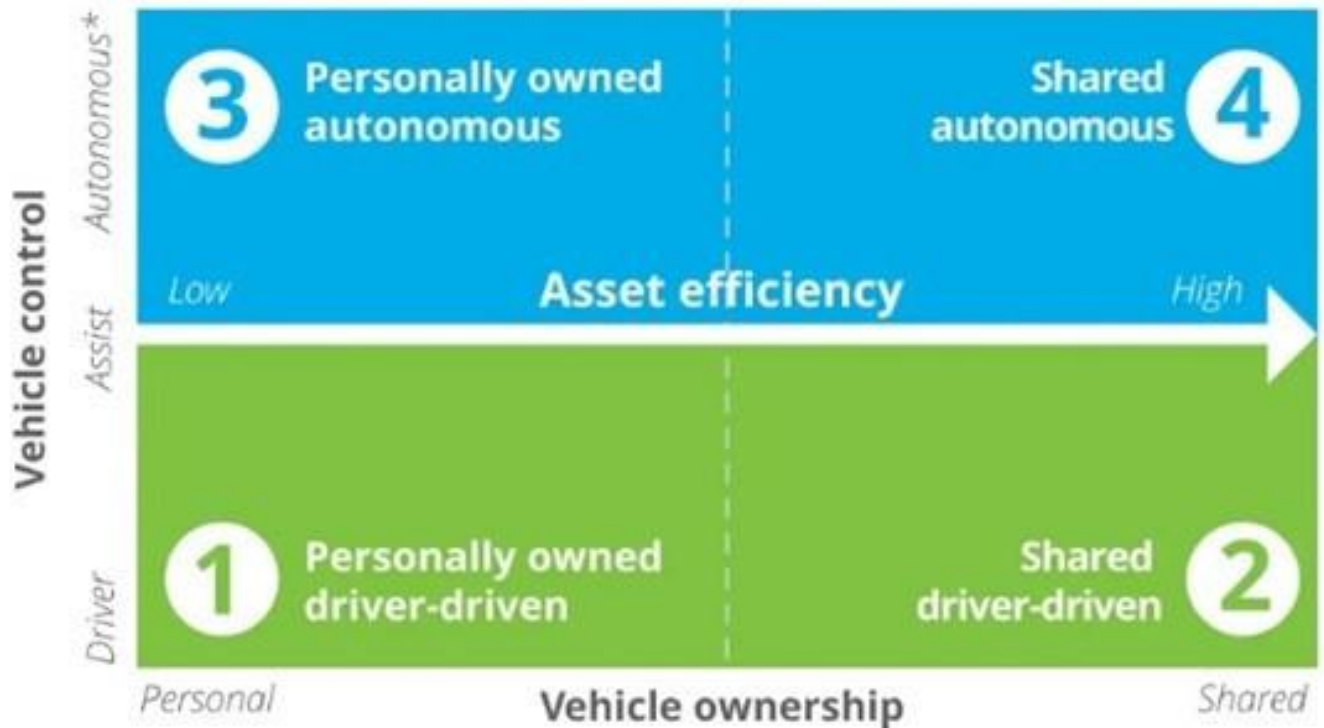 Vehicle control
Autonomous*
Assist
Driver
3
Personally owned
autonomous
Shared
autonomous
4
Low
Asset efficiency
High
1
Personally owned
driver-driven
Shared
driver-driven
2
Personal
Vehicle ownership
Shared